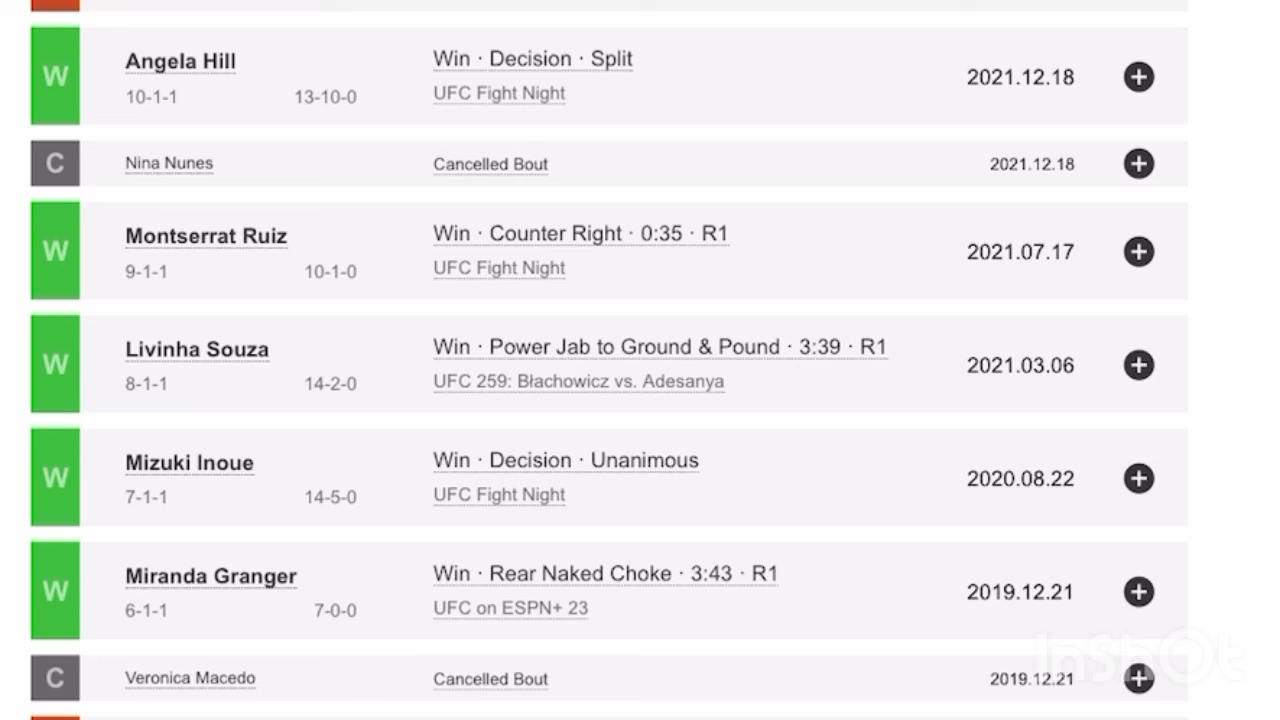 W
Angela Hill
Win · Decision · Split
10-1-1
13-10-0
UFC Fight Night
2021.12.18
C
Nina Nunes
Cancelled Bout
2021.12.18
W
Montserrat Ruiz
Win · Counter Right · 0:35 · R1
9-1-1
10-1-0
UFC Fight Night
2021.07.17
W
Livinha Souza
Win · Power Jab to Ground & Pound · 3:39 · R1
8-1-1
14-2-0
UFC 259: Błachowicz vs. Adesanya
2021.03.06
W
Mizuki Inoue
Win · Decision · Unanimous
7-1-1
14-5-0
UFC Fight Night
2020.08.22
W
Miranda Granger
Win · Rear Naked Choke · 3:43 · R1
6-1-1
7-0-0
UFC on ESPN+ 23
2019.12.21
C
Veronica Macedo
Cancelled Bout
2019.12.21
InShOt